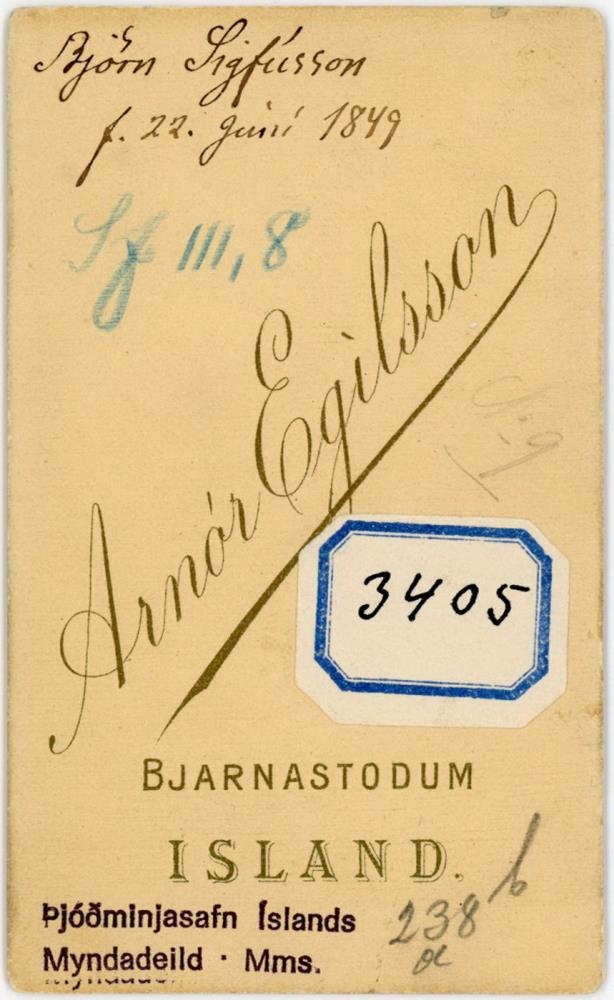 Björn Sigfússon
f. 22. Júní 1849
Sf III, 8
Arnór Egilsson
3405
BJARNASTODUM
ISLAND.
Þjóðminjasafn Íslands
Myndadeild · Mms.
238 b
a